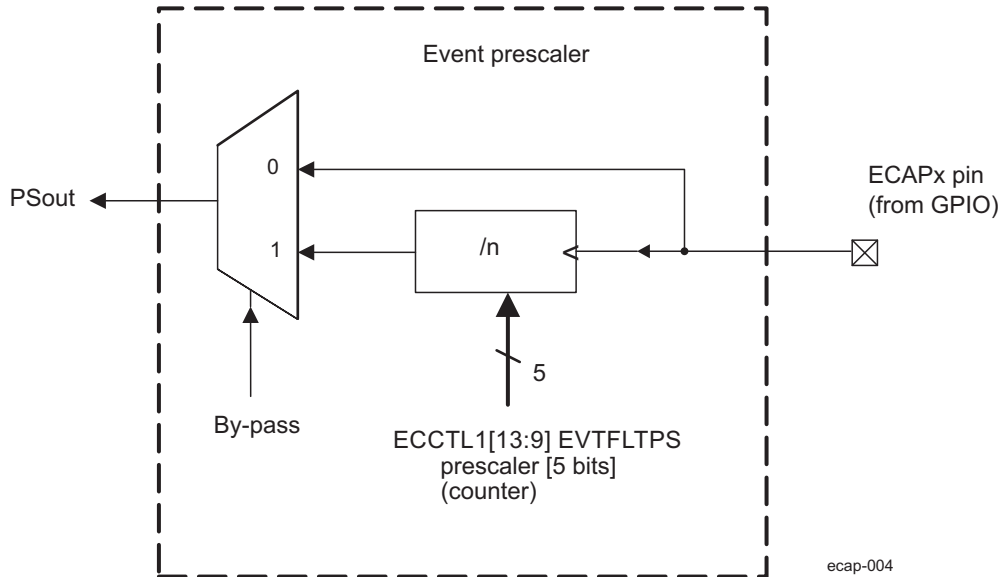 Event prescaler
0
ECAPx pin
(from GPIO)
PSout
1
/n
5
By-pass
ECCTL1[13:9] EVTFLTPS
prescaler [5 bits]
(counter)
ecap-004